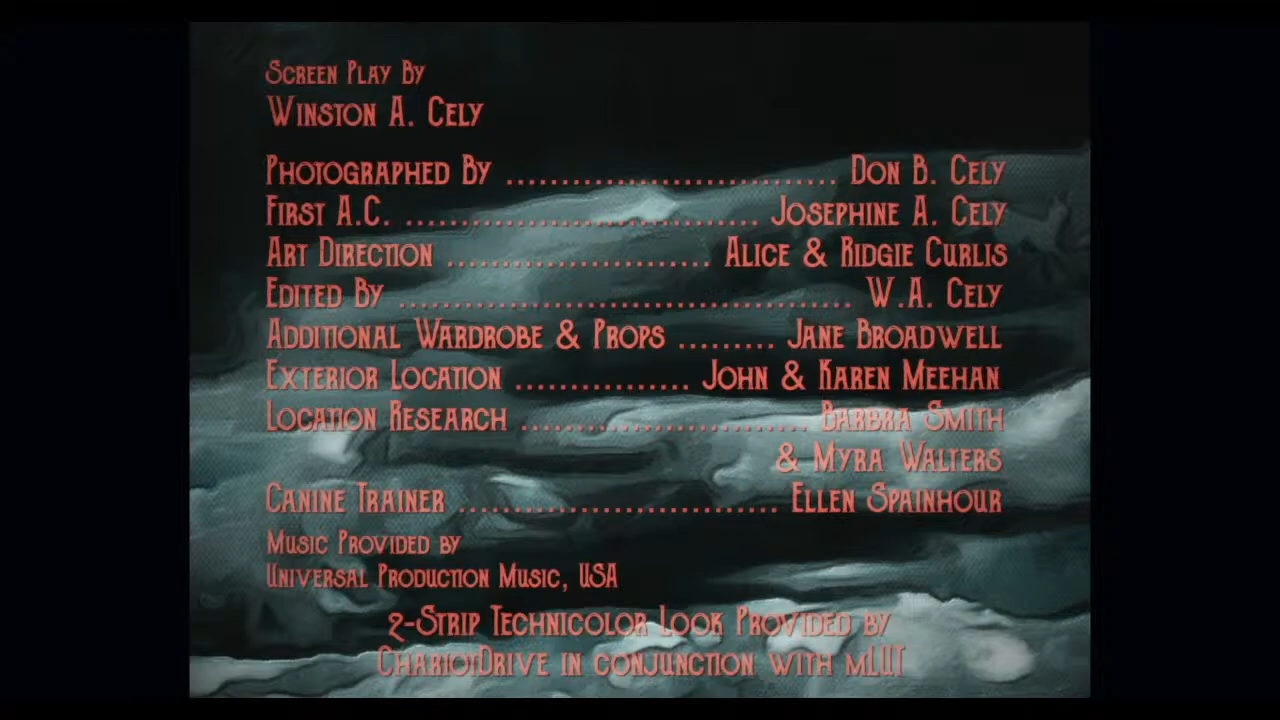 Screen Play By
Winston A. Cely
Photographed By .............................. Don B. Cely
First A.C. ................................ Josephine A. Cely
Art Direction ........................ Alice & Ridgie Curlis
Edited By ......................................... W.A. Cely
Additional Wardrobe & Props ......... Jane Broadwell
Exterior Location ................ John & Karen Meehan
Location Research .......................... Barbra Smith
& Myra Walters
Canine Trainer ............................. Ellen Spainhour
Music Provided by
Universal Production Music, USA
2-Strip Technicolor Look Provided by
ChariotDrive in conjunction with mLUT